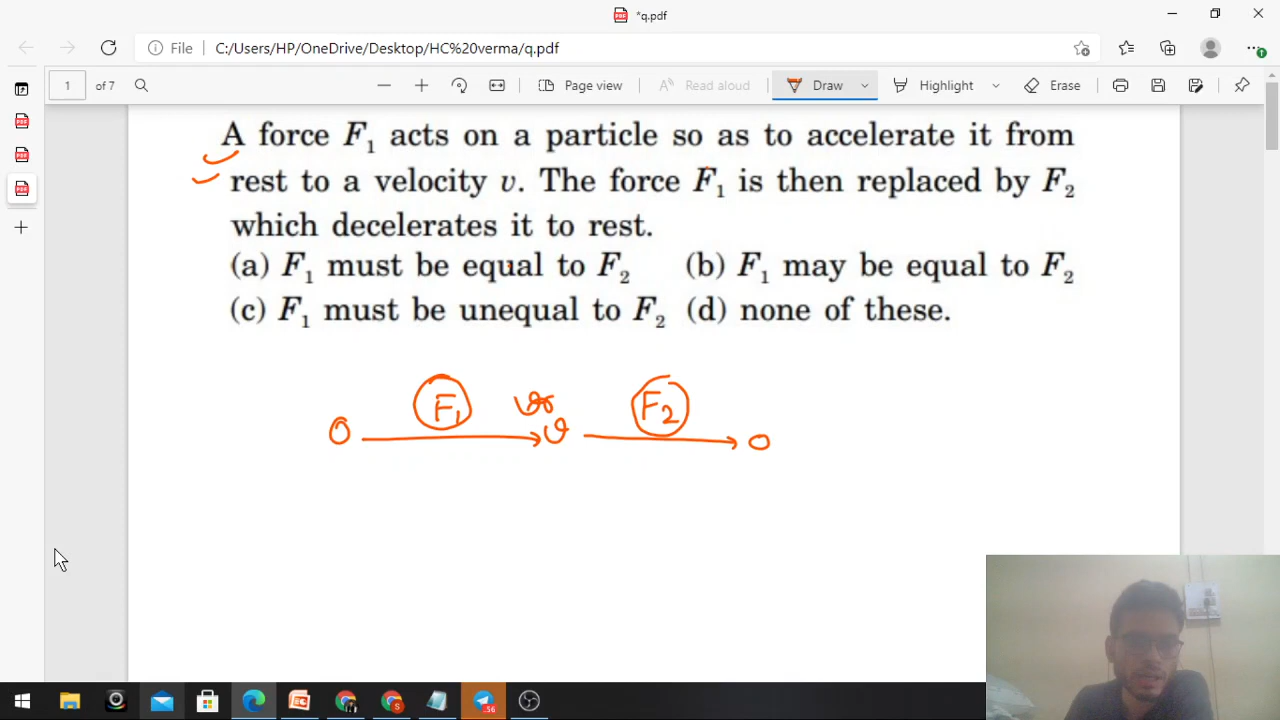 *q.pdf
File C:/Users/HP/OneDrive/Desktop/HC%20verma/q.pdf
1 of 7 Page view Read aloud Draw Highlight Erase
A force F₁ acts on a particle so as to accelerate it from
rest to a velocity v. The force F₁ is then replaced by F₂
which decelerates it to rest.
(a) F₁ must be equal to F₂ (b) F₁ may be equal to F₂
(c) F₁ must be unequal to F₂ (d) none of these.
F₁ F₂
0 v 0
56